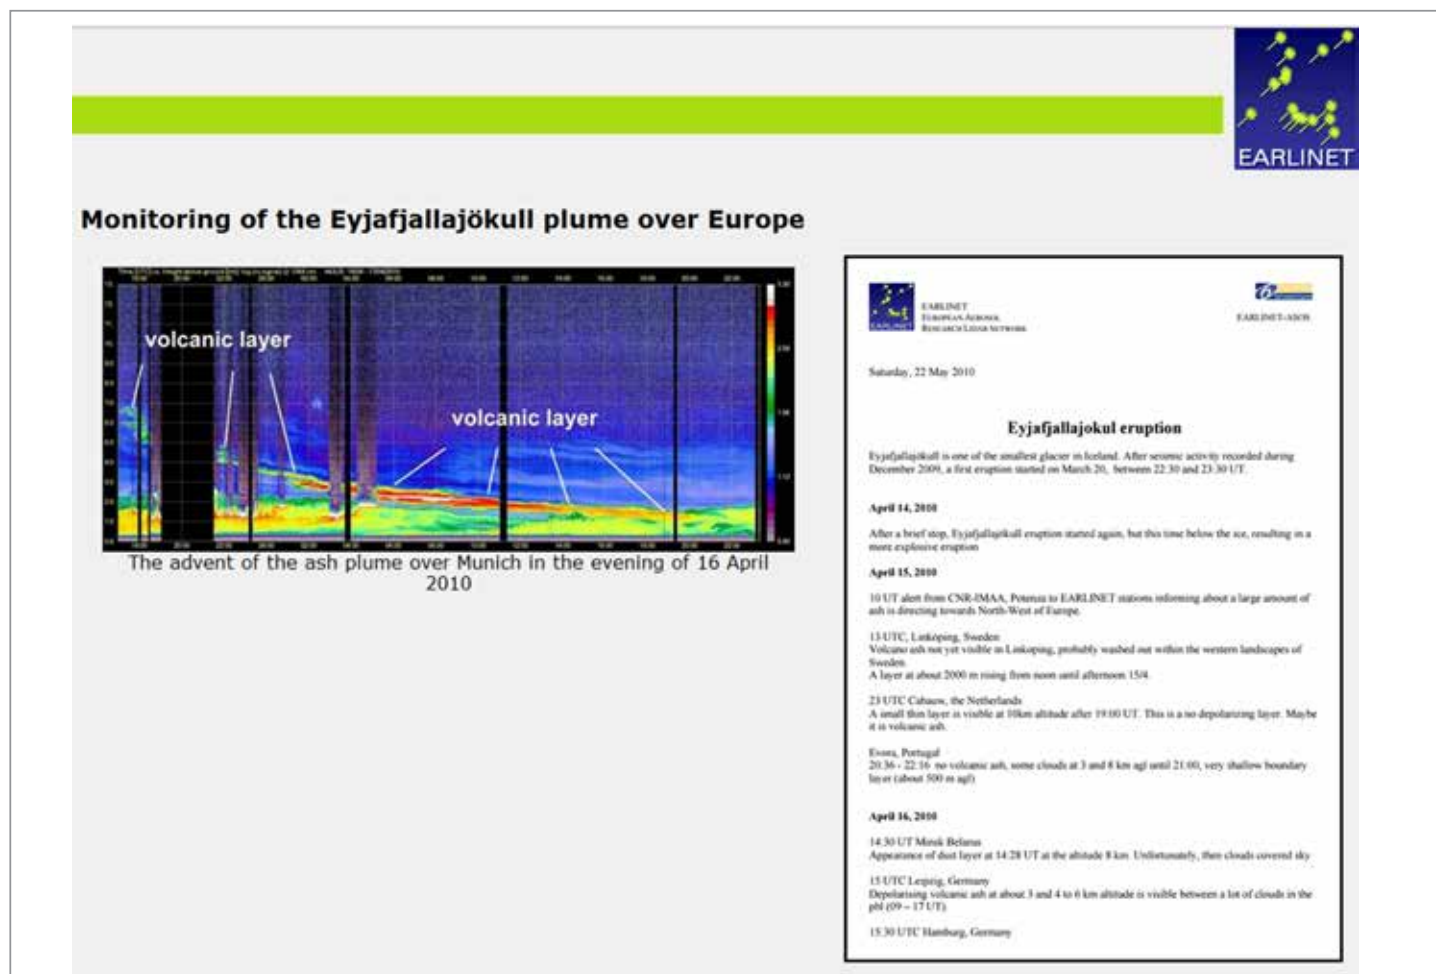 EARLINET
Monitoring of the Eyjafjallajökull plume over Europe
volcanic layer
volcanic layer
The advent of the ash plume over Munich in the evening of 16 April
2010
EARLINET
EUROPEAN AEROSOL
RESEARCH LIDAR NETWORK
EARLINET-ASOS
Saturday, 22 May 2010
Eyjafjallajokul eruption
Eyjafjallajökull is one of the smallest glacier in Iceland. After seismic activity recorded during
December 2009, a first eruption started on March 20, between 22:30 and 23:30 UT.
April 14, 2010
After a brief stop, Eyjafjallajökull eruption started again, but this time below the ice, resulting in a
more explosive eruption
April 15, 2010
10 UT alert from CNR-IMAA, Potenza to EARLINET stations informing about a large amount of
ash is directing towards North-West of Europe.
13 UTC, Linkoping, Sweden
Volcano ash not yet visible in Linkoping, probably washed out within the western landscapes of
Sweden.
A layer at about 2000 m rising from noon until afternoon 15/4
23 UTC Cabauw, the Netherlands
A small thin layer is visible at 10km altitude after 19:00 UT. This is a no depolarizing layer. Maybe
it is volcanic ash.
Evora, Portugal
20:36 - 22:16 no volcanic ash, some clouds at 3 and 8 km agl until 21:00, very shallow boundary
layer (about 500 m agl)
April 16, 2010
14:30 UT Minsk Belarus
Appearance of dust layer at 14:28 UT at the altitude 8 km. Unfortunately, then clouds covered sky
15 UTC Leipzig, Germany
Depolarising volcanic ash at about 3 and 4 to 6 km altitude is visible between a lot of clouds in the
pbl (09 – 17 UT)
15:30 UTC Hamburg, Germany